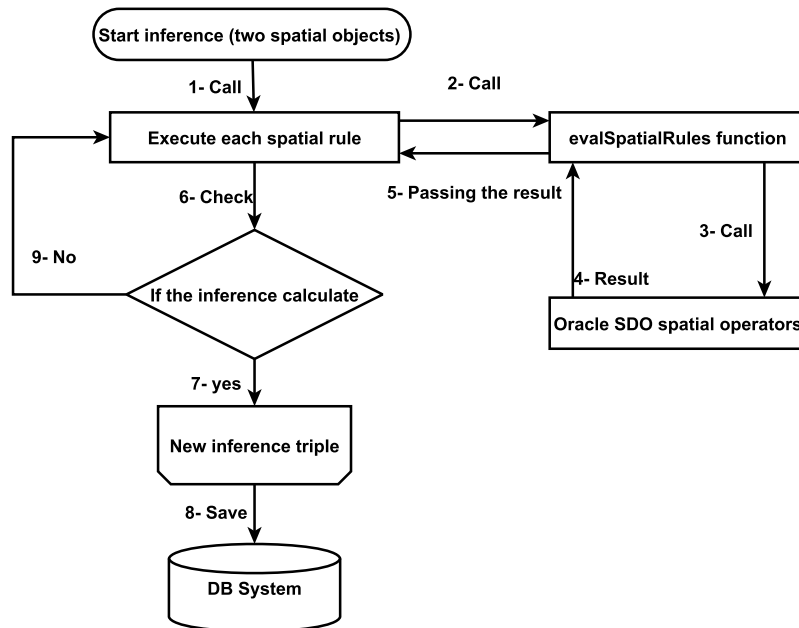 Start inference (two spatial objects)
1- Call
2- Call
Execute each spatial rule
evalSpatialRules function
6- Check
5- Passing the result
3- Call
9- No
4- Result
If the inference calculate
Oracle SDO spatial operators
7- yes
New inference triple
8- Save
DB System